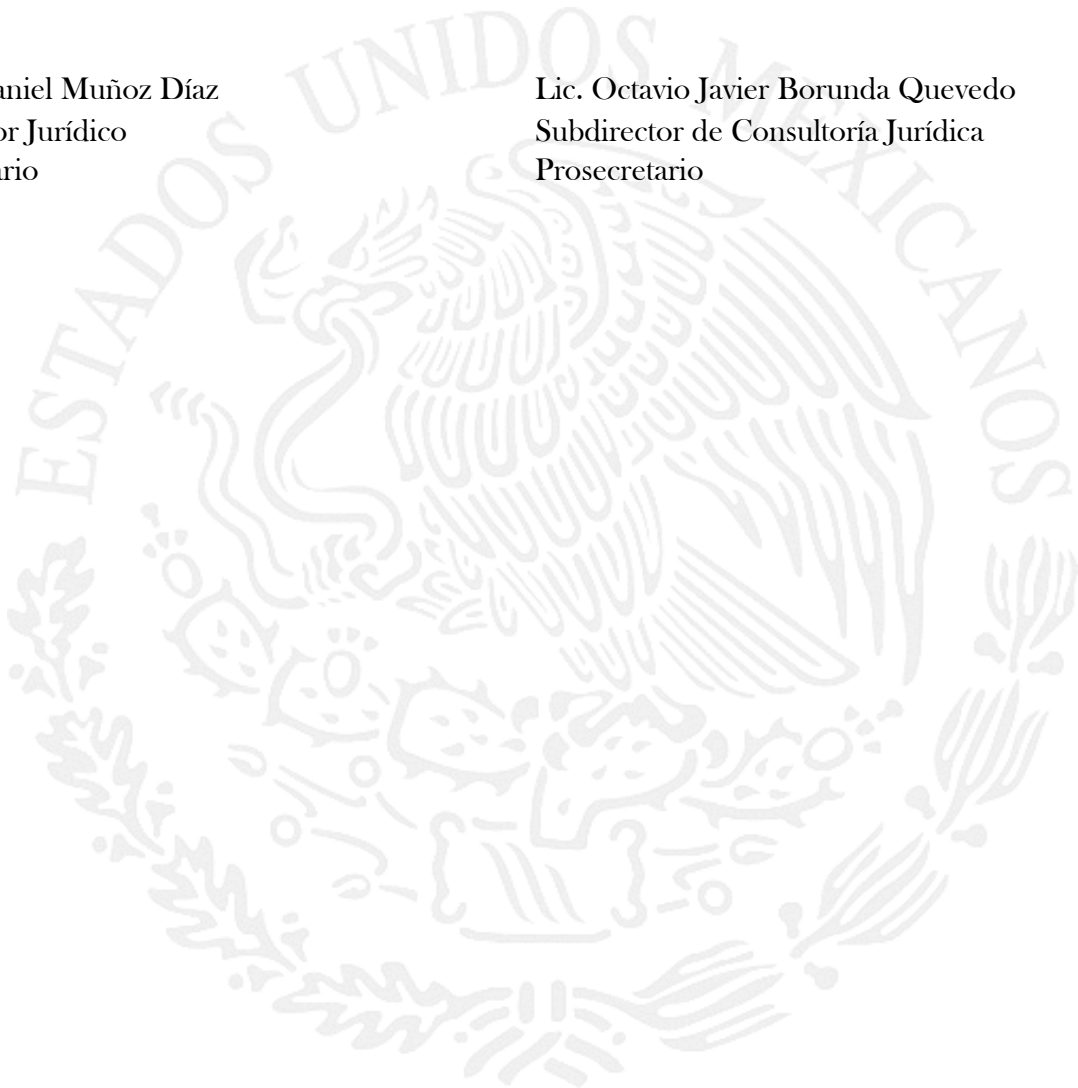 aniel Muñoz Díaz
or Jurídico
ario
Lic. Octavio Javier Borunda Quevedo
Subdirector de Consultoría Jurídica
Prosecretario
ESTADOS UNIDOS MEXICANOS